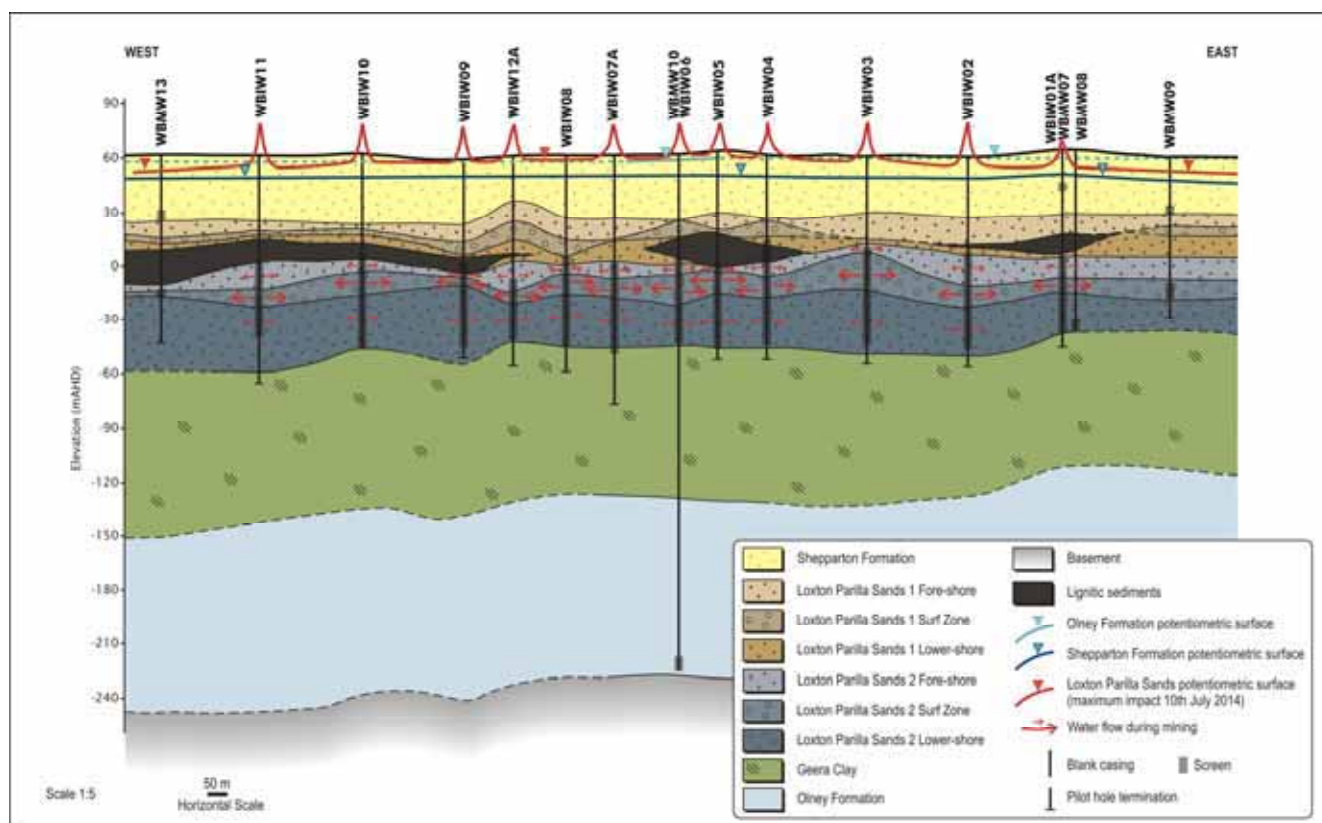 WEST
EAST
WBMW13
WBIW11
WBIW10
WBIW09
WBIW12A
WBIW08
WBIW07A
WBMW10
WBIW06
WBIW05
WBIW04
WBIW03
WBIW02
WBIW01A
WBMW07
WBMW08
WBMW09
90
60
30
0
-30
-60
-90
-120
-150
-180
-210
-240
Elevation (mAHD)
Shepparton Formation
Loxton Parilla Sands 1 Fore-shore
Loxton Parilla Sands 1 Surf Zone
Loxton Parilla Sands 1 Lower-shore
Loxton Parilla Sands 2 Fore-shore
Loxton Parilla Sands 2 Surf Zone
Loxton Parilla Sands 2 Lower-shore
Geera Clay
Olney Formation
Basement
Lignitic sediments
Olney Formation potentiometric surface
Shepparton Formation potentiometric surface
Loxton Parilla Sands potentiometric surface
(maximum impact 10th July 2014)
Water flow during mining
Blank casing
Screen
Pilot hole termination
Scale 1:5
50 m
Horizontal Scale